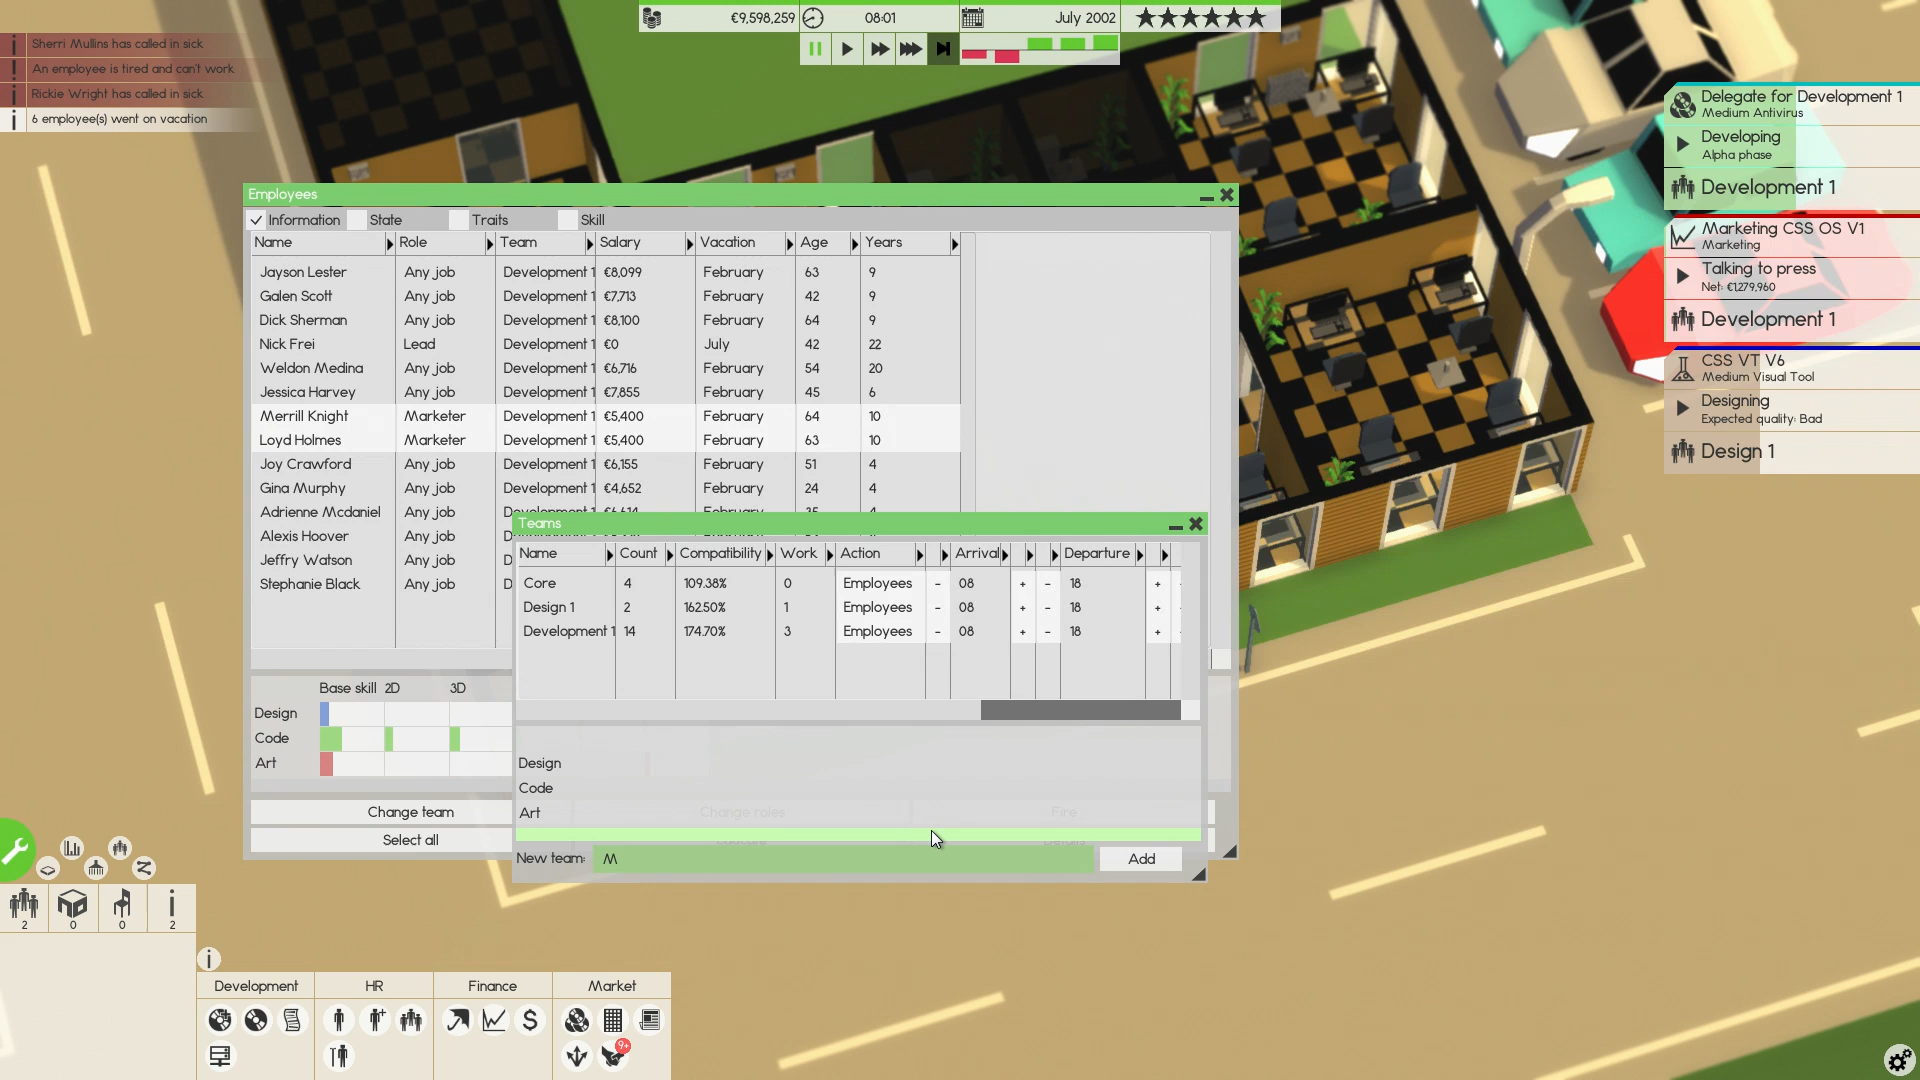 €9,598,259
08:01
July 2002
Sherri Mullins has called in sick
An employee is tired and can't work
Rickie Wright has called in sick
6 employee(s) went on vacation
Delegate for Development 1
Medium Antivirus
Developing
Alpha phase
Development 1
Marketing CSS OS V1
Marketing
Talking to press
Net: €1,279,960
Development 1
CSS VT V6
Medium Visual Tool
Designing
Expected quality: Bad
Design 1
Employees
Information State Traits Skill
Name Role Team Salary Vacation Age Years
Jayson Lester Any job Development 1 €8,099 February 63 9
Galen Scott Any job Development 1 €7,713 February 42 9
Dick Sherman Any job Development 1 €8,100 February 64 9
Nick Frei Lead Development 1 €0 July 42 22
Weldon Medina Any job Development 1 €6,716 February 54 20
Jessica Harvey Any job Development 1 €7,855 February 45 6
Merrill Knight Marketer Development 1 €5,400 February 64 10
Loyd Holmes Marketer Development 1 €5,400 February 63 10
Joy Crawford Any job Development 1 €6,155 February 51 4
Gina Murphy Any job Development 1 €4,652 February 24 4
Adrienne Mcdaniel Any job
Alexis Hoover Any job
Jeffry Watson Any job
Stephanie Black Any job
Base skill 2D 3D
Design
Code
Art
Change team Change roles Fire
Select all
Teams
Name Count Compatibility Work Action Arrival Departure
Core 4 109.38% 0 Employees - 08 + - 18 +
Design 1 2 162.50% 1 Employees - 08 + - 18 +
Development 1 14 174.70% 3 Employees - 08 + - 18 +
Design
Code
Art
New team: M Add
2 0 0 2
Development HR Finance Market
9+